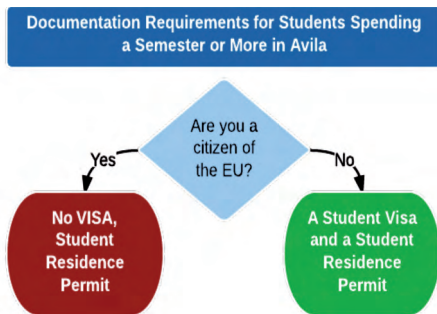 Documentation Requirements for Students Spending
a Semester or More in Avila
Are you a
citizen of
the EU?
Yes
No
No VISA,
Student
Residence
Permit
A Student Visa
and a Student
Residence
Permit